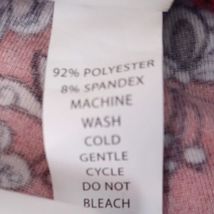 92% POLYESTER
8% SPANDEX
MACHINE
WASH
COLD
GENTLE
CYCLE
DO NOT
BLEACH